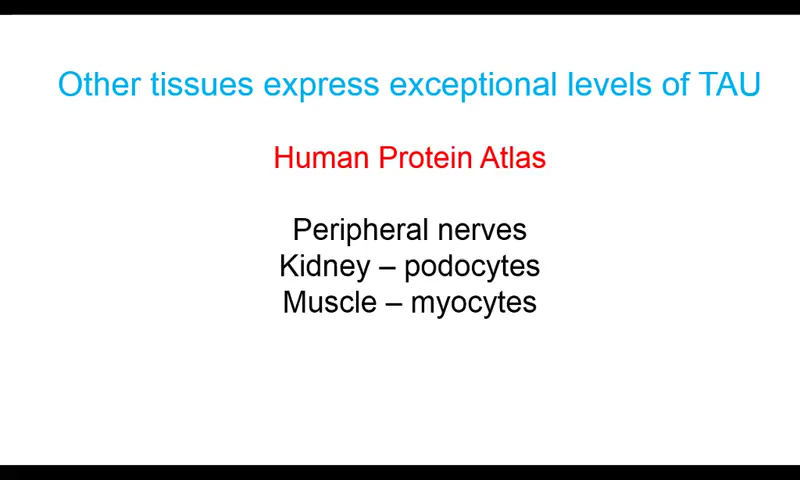 Other tissues express exceptional levels of TAU
Human Protein Atlas
Peripheral nerves
Kidney – podocytes
Muscle – myocytes